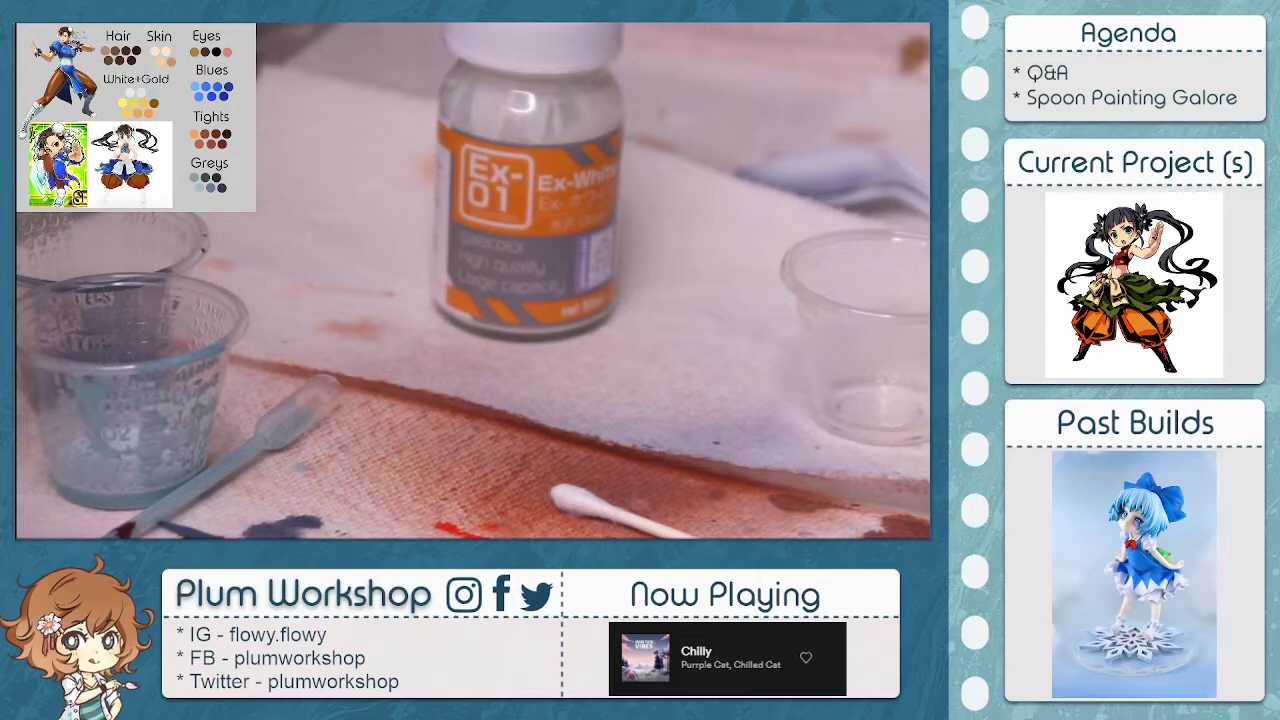 Hair Skin Eyes
White+Gold
Blues
Tights
Greys
Ex-
01
Ex-White
High quality
Large capacity
02
Agenda
* Q&A
* Spoon Painting Galore
Current Project (s)
Past Builds
Plum Workshop
* IG - flowy.flowy
* FB - plumworkshop
* Twitter - plumworkshop
Now Playing
Chilly
Purrple Cat, Chilled Cat